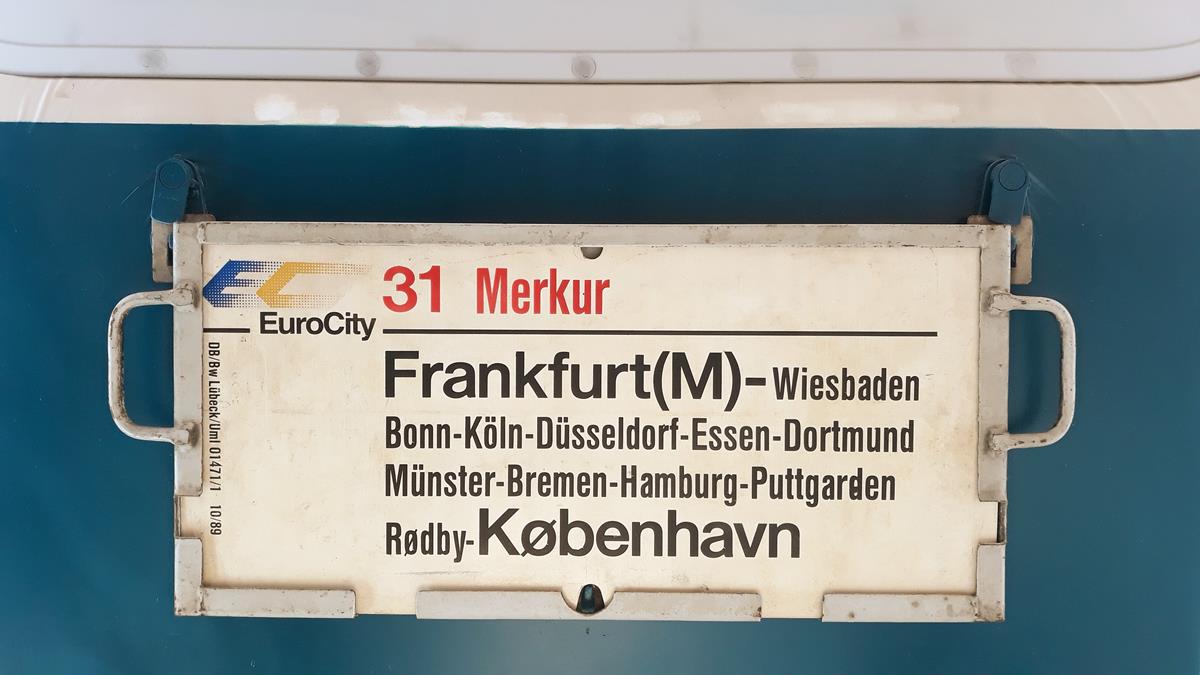 EC 31 Merkur
EuroCity
Frankfurt(M)-Wiesbaden
Bonn-Köln-Düsseldorf-Essen-Dortmund
Münster-Bremen-Hamburg-Puttgarden
Rødby-København
DB/Bw Lübeck/Uml 01471/1 10/89